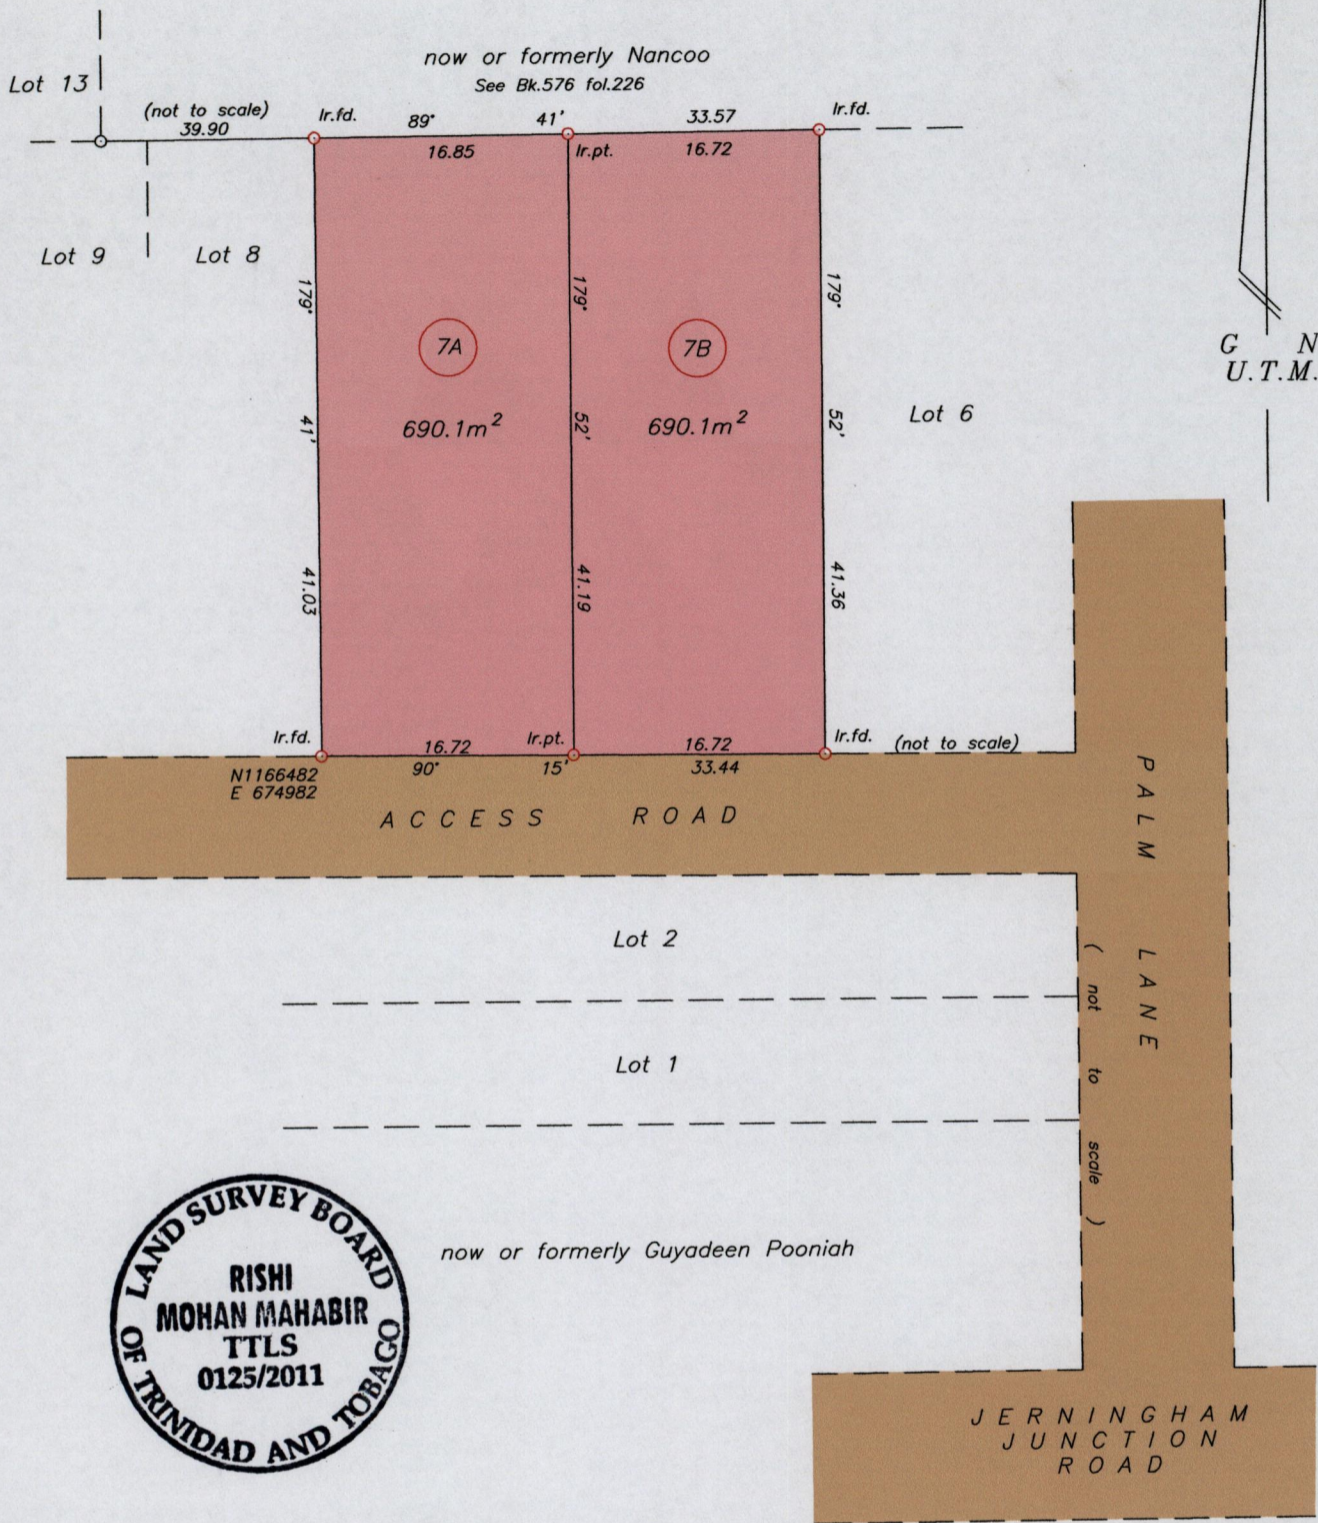 now or formerly Nancoo
See Bk.576 fol.226
Lot 13
(not to scale)
39.90
Ir.fd.
89° 41' 33.57
Ir.fd.
16.85
Ir.pt.
16.72
Lot 9
Lot 8
179° 41' 41.03
7A
690.1m²
179° 52' 41.19
7B
690.1m²
179° 52' 41.36
Lot 6
G N
U.T.M.
Ir.fd.
16.72
Ir.pt.
16.72
Ir.fd.
(not to scale)
N1166482
E 674982
90° 15' 33.44
ACCESS ROAD
PALM LANE
(not to scale)
Lot 2
Lot 1
now or formerly Guyadeen Pooniah
LAND SURVEY BOARD
OF TRINIDAD AND TOBAGO
RISHI
MOHAN MAHABIR
TTLS
0125/2011
JERNINGHAM
JUNCTION
ROAD